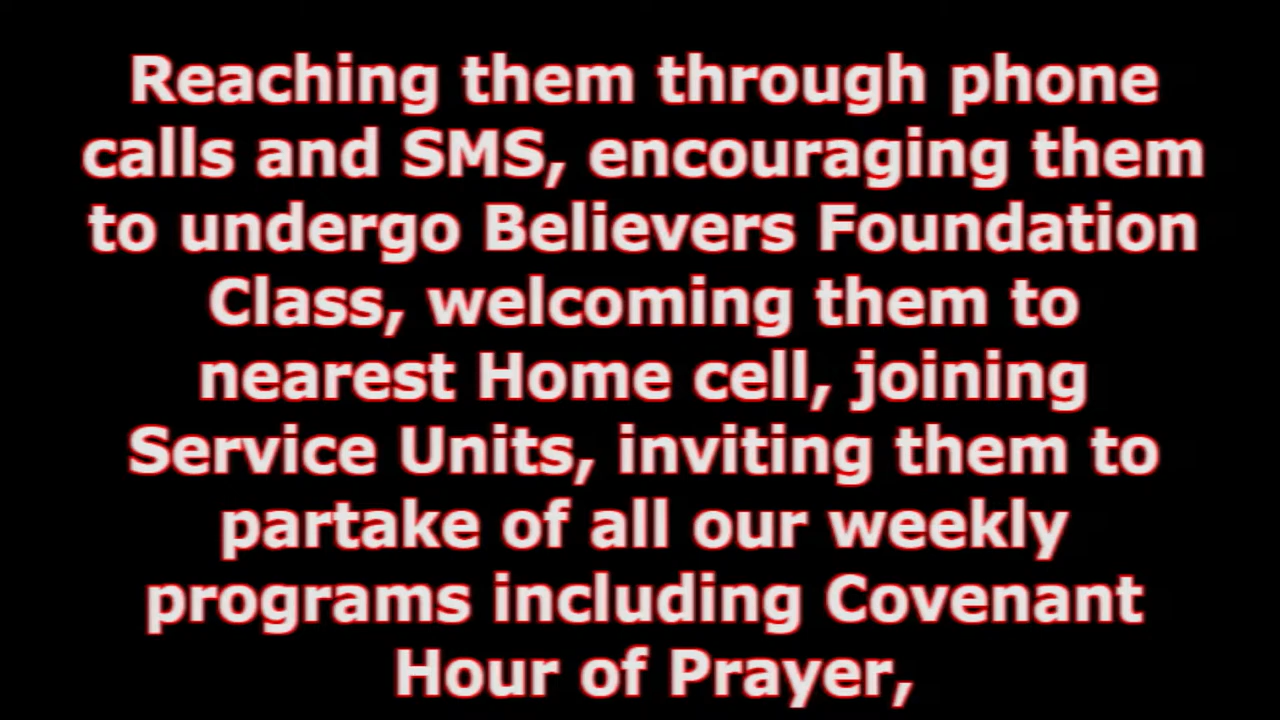 Reaching them through phone
calls and SMS, encouraging them
to undergo Believers Foundation
Class, welcoming them to
nearest Home cell, joining
Service Units, inviting them to
partake of all our weekly
programs including Covenant
Hour of Prayer,